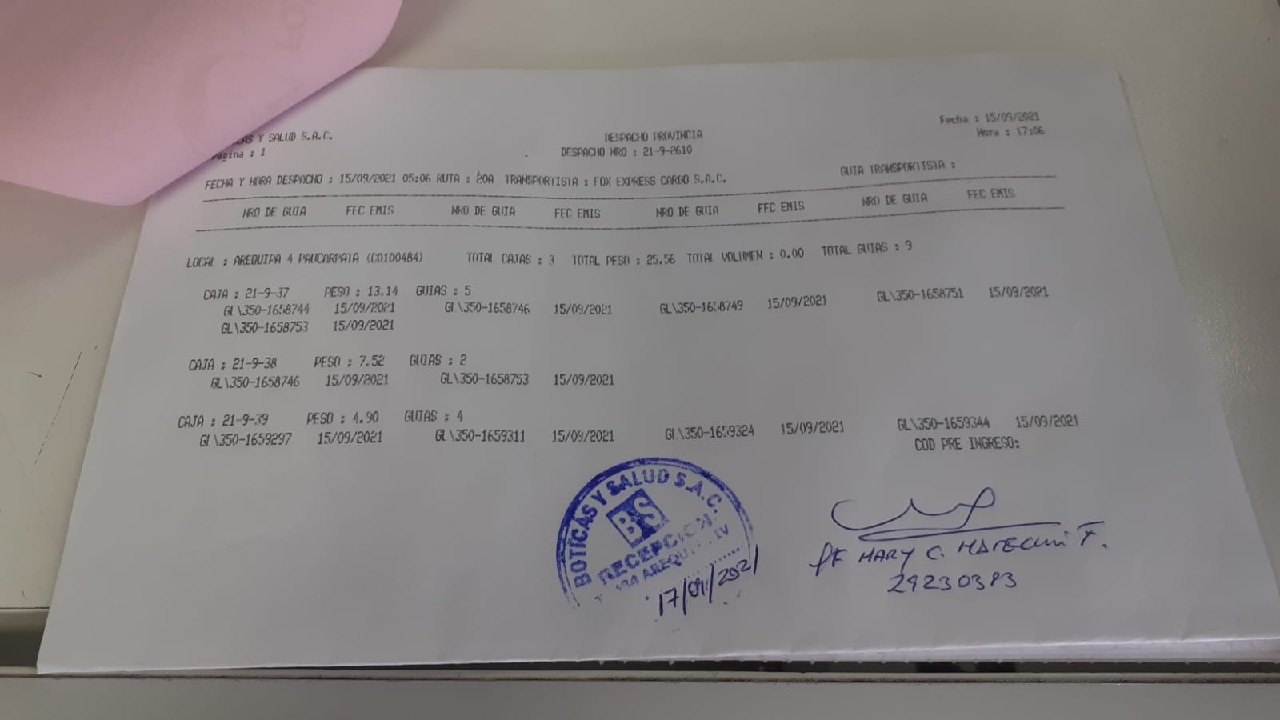 Y SALUD S.A.C.
DESPACHO PROVINCIA
Fecha : 15/09/2021
Pagina : 1
DESPACHO NRO : 21-9-2610
Hora : 17:06
FECHA Y HORA DESPACHO : 15/09/2021 05:06 RUTA : TRANSPORTISTA : FOX EXPRESS CARGO S.A.C. GUIA TRANSPORTISTA :
NRO DE GUIA FEC EMIS NRO DE GUIA FEC EMIS NRO DE GUIA FEC EMIS NRO DE GUIA FEC EMIS
LOCAL : AREQUIPA 4 PAUCARPATA (CD100484) TOTAL CAJAS : 3 TOTAL PESO : 25.56 TOTAL VOLUMEN : 0.00 TOTAL GUIAS : 9
CAJA : 21-9-37 PESO : 13.14 GUIAS : 5
GL\350-1658744 15/09/2021 GL\350-1658746 15/09/2021 GL\350-1658749 15/09/2021 GL\350-1658751 15/09/2021
GL\350-1658753 15/09/2021
CAJA : 21-9-38 PESO : 7.52 GUIAS : 2
GL\350-1658746 15/09/2021 GL\350-1658753 15/09/2021
CAJA : 21-9-39 PESO : 4.90 GUIAS : 4
GL\350-1659297 15/09/2021 GL\350-1659311 15/09/2021 GL\350-1659324 15/09/2021 GL\350-1659344 15/09/2021
COD PRE INGRESO:
BOTICAS Y SALUD S.A.C.
BS
RECEPCION
AREQUIPA IV
17/09/2021
MARY C.
29230383